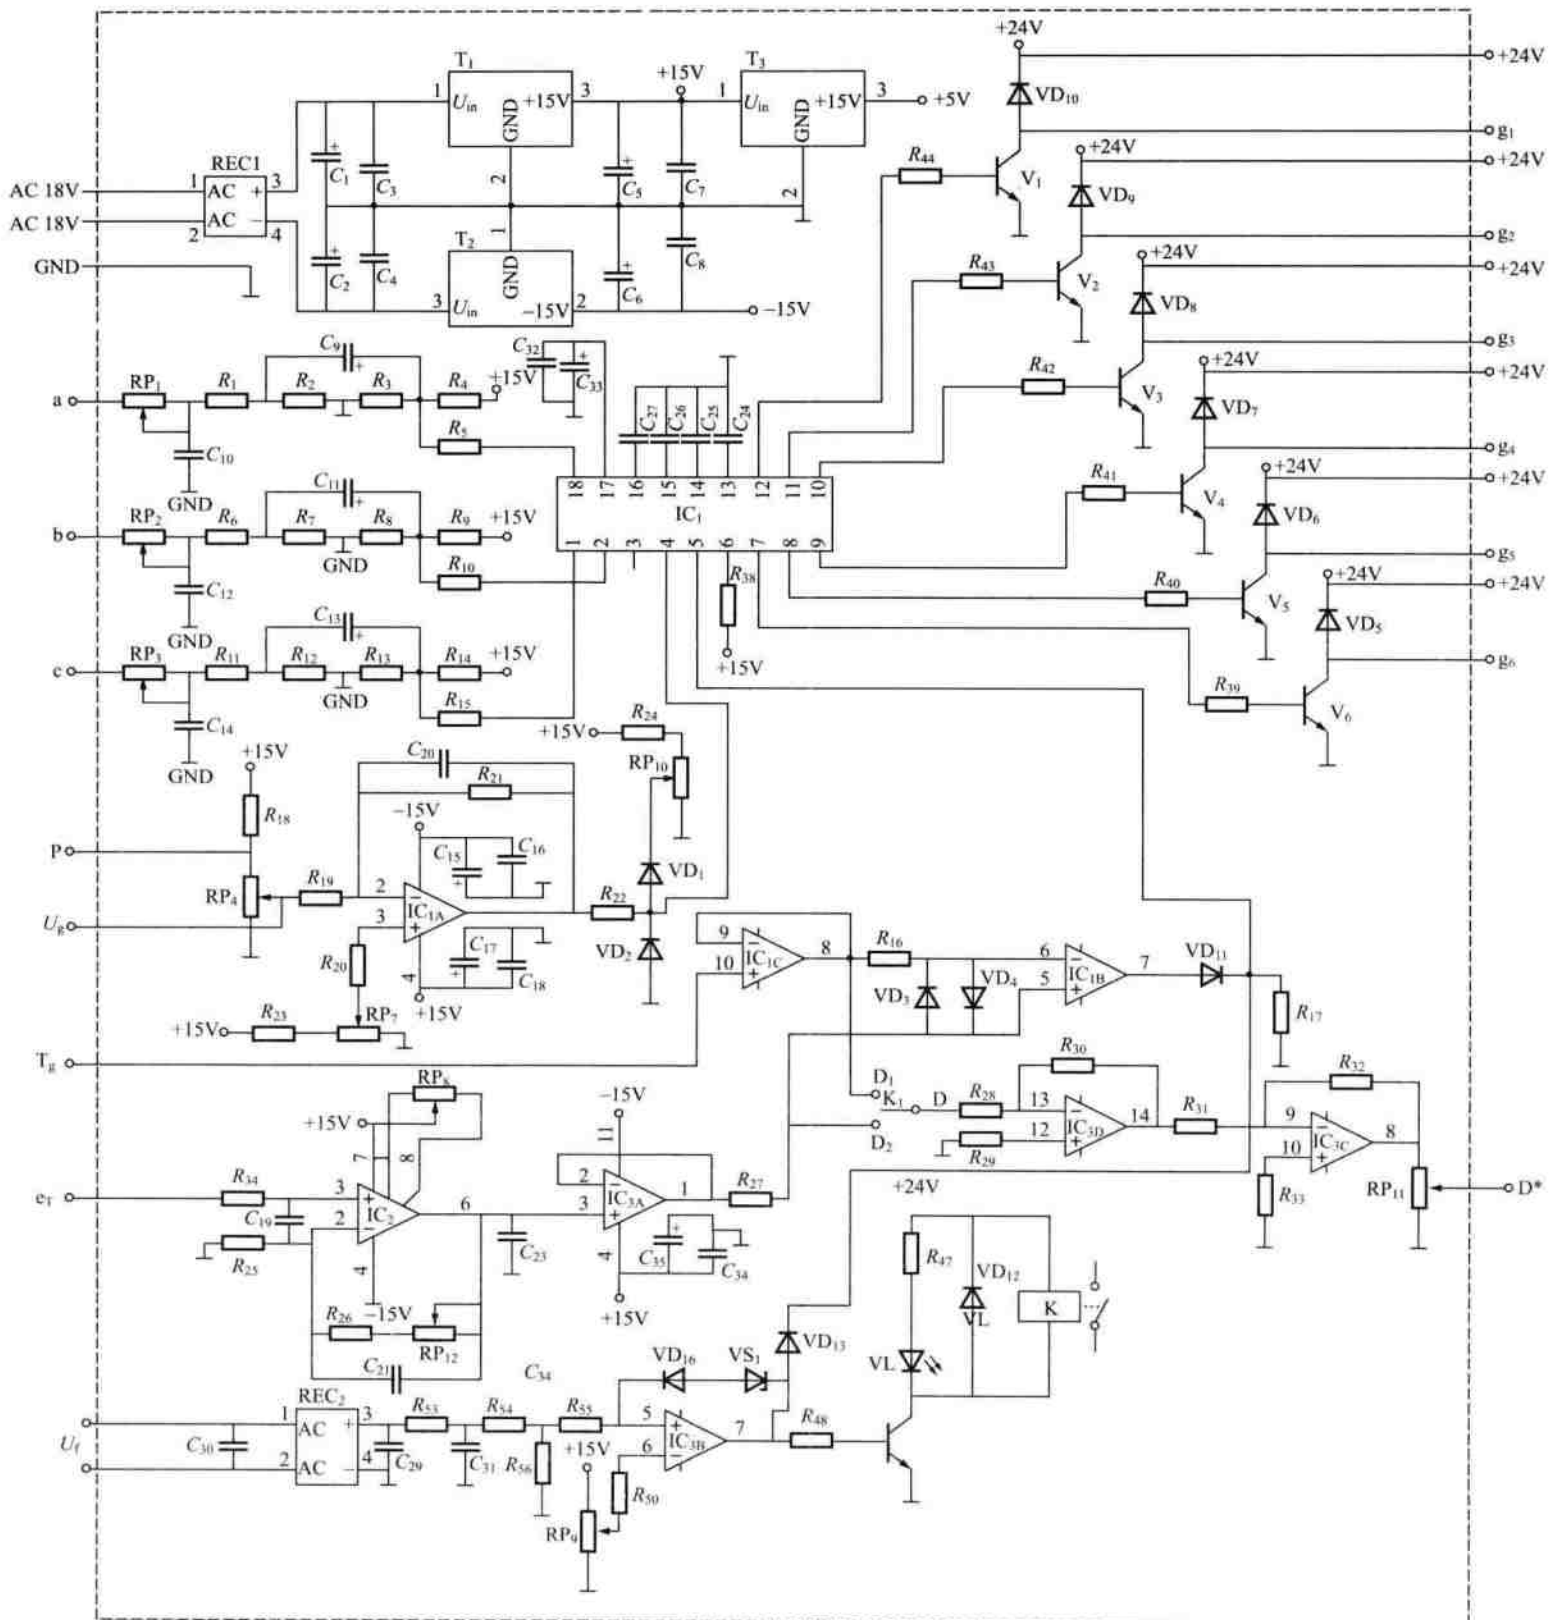 +24V
+24V
T₁
T₃
+15V
1
Uᵢₙ
+15V
GND
3
1
Uᵢₙ
+15V
GND
3
+5V
VD₁₀
g₁
+24V
+24V
REC1
C₁
C₃
2
C₅
C₇
2
R₄₄
V₁
VD₉
AC 18V
1
AC
+
3
AC 18V
2
AC
−
4
g₂
+24V
+24V
GND
C₂
C₄
T₂
1
3
Uᵢₙ
GND
−15V
2
C₆
C₈
−15V
R₄₃
V₂
VD₈
g₃
+24V
+24V
C₉
C₃₂
C₃₃
a
RP₁
R₁
R₂
R₃
R₄
+15V
R₅
C₁₀
GND
C₂₇
C₂₆
C₂₅
C₂₄
R₄₂
V₃
VD₇
g₄
+24V
+24V
18
17
16
15
14
13
12
11
10
IC₁
1
2
3
4
5
6
7
8
9
R₄₁
V₄
VD₆
g₅
+24V
+24V
C₁₁
b
RP₂
R₆
R₇
R₈
R₉
+15V
GND
R₁₀
C₁₂
GND
R₃₈
+15V
R₄₀
V₅
VD₅
g₆
C₁₃
c
RP₃
R₁₁
R₁₂
R₁₃
R₁₄
+15V
GND
R₁₅
C₁₄
GND
R₃₉
V₆
+15V
R₂₄
+15V
RP₁₀
C₂₀
R₂₁
R₁₈
−15V
P
C₁₅
C₁₆
VD₁
RP₄
R₁₉
2
−
IC₁A
3
+
R₂₂
Ug
C₁₇
C₁₈
VD₂
R₂₀
4
+15V
+15V
R₂₃
RP₇
9
−
IC₁C
8
10
+
R₁₆
VD₃
VD₄
6
−
IC₁B
7
5
+
VD₁₁
R₁₇
Tg
RP₈
−15V
D₁
K₁
D
D₂
R₂₈
R₃₀
13
−
14
12
+
IC₃D
R₂₉
R₃₁
R₃₂
9
−
8
10
+
IC₃C
R₃₃
RP₁₁
D*
+15V
7
8
11
eT
R₃₄
3
+
IC₂
6
2
−
C₁₉
R₂₅
4
−15V
C₂₃
2
−
IC₃A
1
3
+
R₂₇
4
C₃₅
C₃₄
+15V
+24V
R₄₇
VD₁₂
VL
K
R₂₆
RP₁₂
C₂₁
C₃₄
VD₁₃
VL
VD₁₆
VS₁
REC₂
Uf
C₃₀
1
AC
+
3
2
AC
−
4
R₅₃
R₅₄
R₅₅
C₂₉
C₃₁
R₅₆
+15V
5
+
IC₃B
7
6
−
R₄₈
R₅₀
RP₉